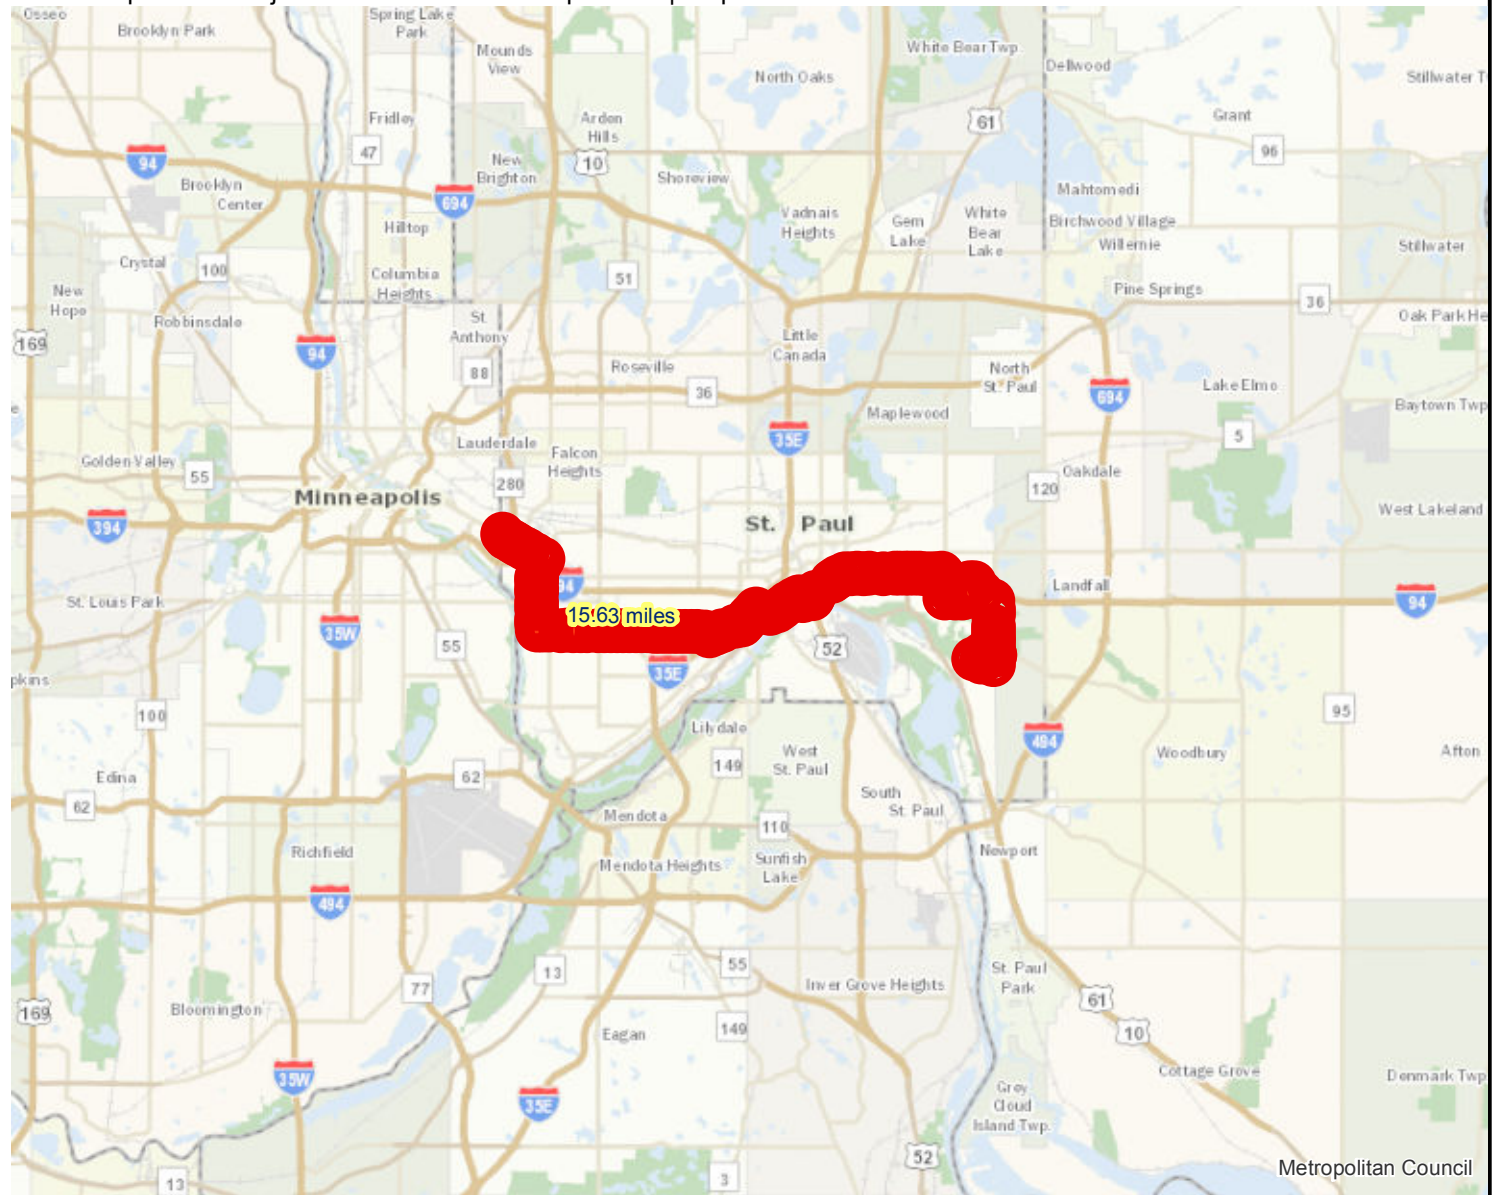 Osseo
Brooklyn Park
Spring Lake
Park
Mounds
View
White Bear Twp.
North Oaks
Dellwood
Stillwater T
Fridley
Arden
Hills
61
Grant
47
10
96
94
New
Brighton
Shoreview
Brooklyn
Center
694
Mahtomedi
Hilltop
Vadnais
Heights
Gem
Lake
White
Bear
Lake
Birchwood Village
Willernie
Stillwater
Crystal
100
Columbia
Heights
51
New
Hope
Pine Springs
36
Robbinsdale
St.
Anthony
Oak Park He
169
94
Little
Canada
88
Roseville
36
North
St. Paul
694
Lake Elmo
Baytown Twp
Maplewood
35E
5
Lauderdale
Falcon
Heights
Golden Valley
55
280
120
Oakdale
Minneapolis
394
St. Paul
West Lakeland
94
Landfall
94
St. Louis Park
15.63 miles
35W
55
52
35E
pkins
100
Lilydale
95
494
West
St. Paul
Woodbury
Afton
149
Edina
62
62
South
St. Paul
Mendota
110
Richfield
Mendota Heights
Sunfish
Lake
Newport
494
55
13
St. Paul
Park
77
Inver Grove Heights
61
169
Bloomington
149
10
Eagan
35W
Cottage Grove
Denmark Twp
35E
Grey
Cloud
Island Twp.
52
Metropolitan Council
13
3